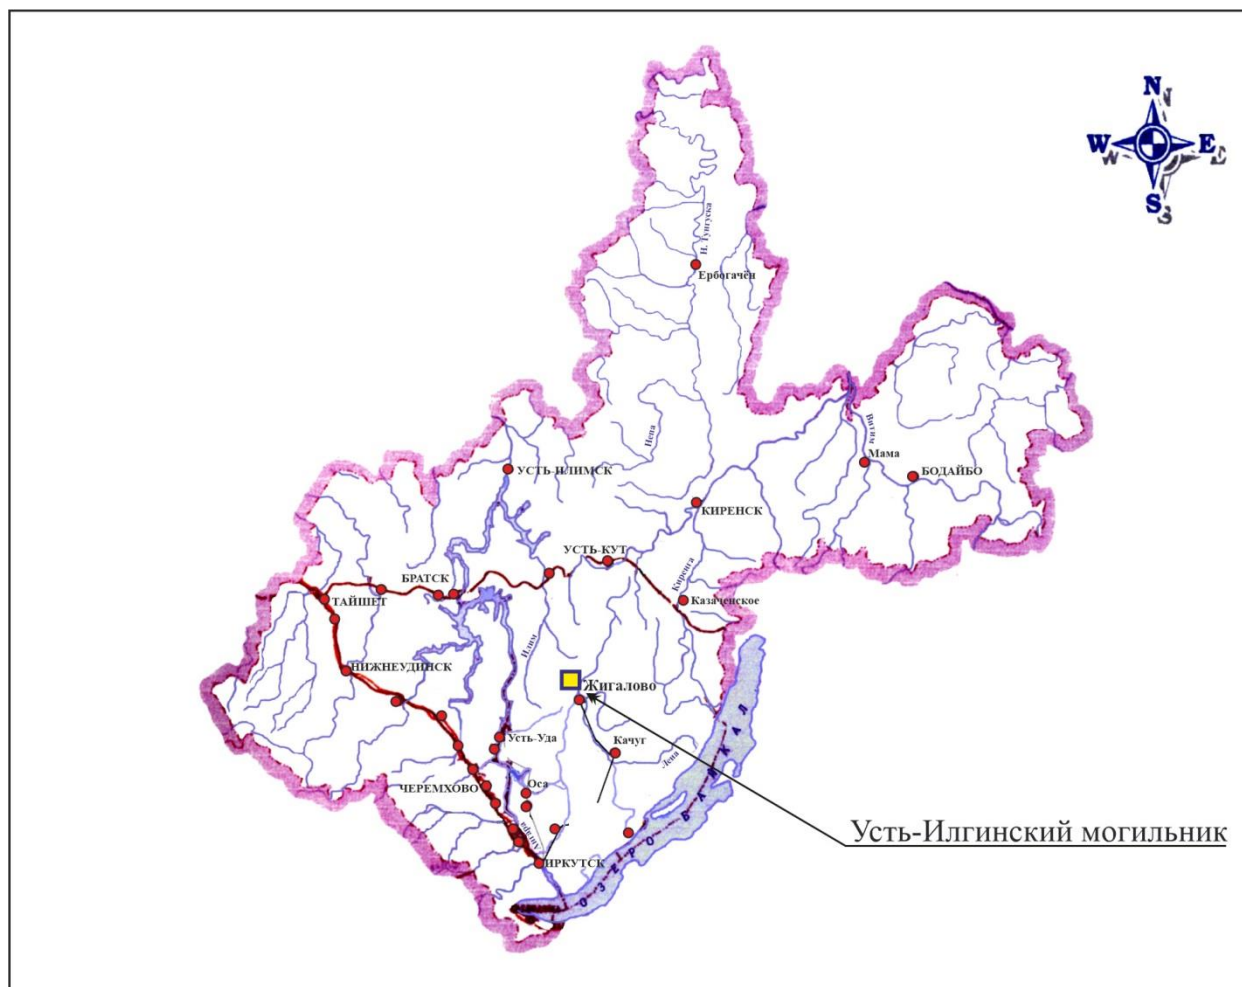 N
W E
S
Н. Тунгуска
Ербогачён
Непа
Витим
Мама
БОДАЙБО
УСТЬ-ИЛИМСК
КИРЕНСК
УСТЬ-КУТ
БРАТСК
Киренга
Казаченское
ТАЙШЕТ
Илим
НИЖНЕУДИНСК
Жигалово
Усть-Уда
Качуг
Лена
Оса
ЧЕРЕМХОВО
Ангара
ИРКУТСК
ОЗЕРО БАЙКАЛ
Усть-Илгинский могильник